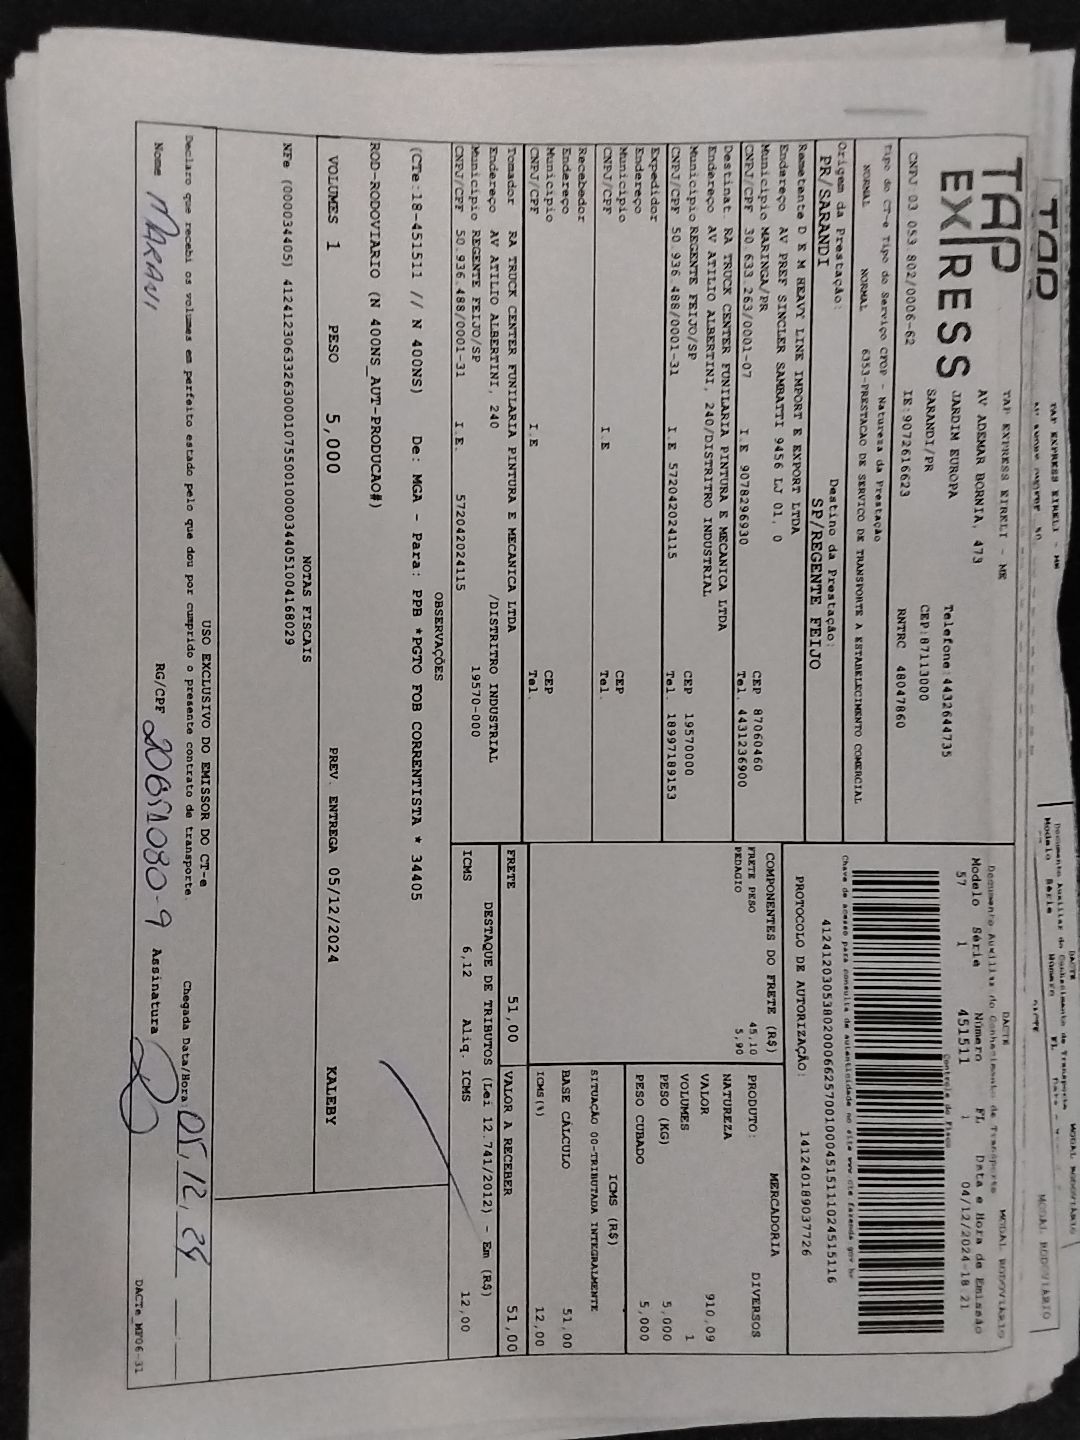 TAP
EXPRESS
TAP EXPRESS EIRELI - ME
AV ADEMAR BORNIA, 473
JARDIM EUROPA
SARANDI/PR
Telefone:4432644735
CEP:87113000
CNPJ 03 053 802/0006-62 IE:9072616623 RNTRC 48047860
DACTE MODAL RODOVIÁRIO
Documento Auxiliar do Conhecimento de Transporte
Modelo Série Número FL Data e Hora de Emissão
57 1 451511 1 04/12/2024-18 21
Controle do Fisco
Chave de acesso para consulta de autenticidade no site www cte fazenda gov br
PROTOCOLO DE AUTORIZAÇÃO: 141240189037726
Tipo do CT-e Tipo do Serviço CFOP - Natureza da Prestação
NORMAL NORMAL 6353-PRESTACAO DE SERVICO DE TRANSPORTE A ESTABELECIMENTO COMERCIAL
Origem da Prestação: Destino da Prestação:
PR/SARANDI SP/REGENTE FEIJO
Remetente D E M HEAVY LINE IMPORT E EXPORT LTDA
Endereço AV PREF SINCLER SAMBATTI 9456 LJ 01, 0
Municipio MARINGA/PR CEP 87060460
CNPJ/CPF 30.633.263/0001-07 I.E 9078296930 Tel. 4431236900
Destinat. RA TRUCK CENTER FUNILARIA PINTURA E MECANICA LTDA
Endereço AV ATILIO ALBERTINI, 240/DISTRITRO INDUSTRIAL
Municipio REGENTE FEIJO/SP CEP 19570000
CNPJ/CPF 50.936.488/0001-31 I.E 572042024115 Tel. 18997189153
Expedidor
Endereço
Municipio CEP
CNPJ/CPF I.E Tel.
Recebedor
Endereço
Municipio CEP
CNPJ/CPF I.E Tel.
Tomador RA TRUCK CENTER FUNILARIA PINTURA E MECANICA LTDA
Endereço AV ATILIO ALBERTINI, 240 /DISTRITRO INDUSTRIAL
Municipio REGENTE FEIJO/SP 19570-000
CNPJ/CPF 50.936.488/0001-31 I.E. 572042024115
COMPONENTES DO FRETE (R$)
FRETE PESO 45,10
PEDAGIO 5,90
MERCADORIA
PRODUTO: DIVERSOS
NATUREZA
VALOR 910,09
VOLUMES 1
PESO (KG) 5,000
PESO CUBADO 5,000
ICMS (R$)
SITUAÇÃO 00-TRIBUTADA INTEGRALMENTE
BASE CÁLCULO 51,00
ICMS(%) 12,00
FRETE 51,00 VALOR A RECEBER 51,00
DESTAQUE DE TRIBUTOS (Lei 12.741/2012) - Em (R$)
ICMS 6,12 Aliq. ICMS 12,00
OBSERVAÇÕES
(CTe:18-451511 // N 400NS) De: MGA - Para: PPB *PGTO FOB CORRENTISTA * 34405
ROD-RODOVIARIO (N 400NS_AUT-PRODUCAO#)
VOLUMES 1 PESO 5,000 PREV. ENTREGA 05/12/2024 KALEBY
NOTAS FISCAIS
NFe (000034405) 41241230633263000107550010000344051004168029
USO EXCLUSIVO DO EMISSOR DO CT-e
Declaro que recebi os volumes em perfeito estado pelo que dou por cumprido o presente contrato de transporte. Chegada Data/Hora 05/12/24
Nome MARANI RG/CPF Assinatura
DACTe_MF06-31